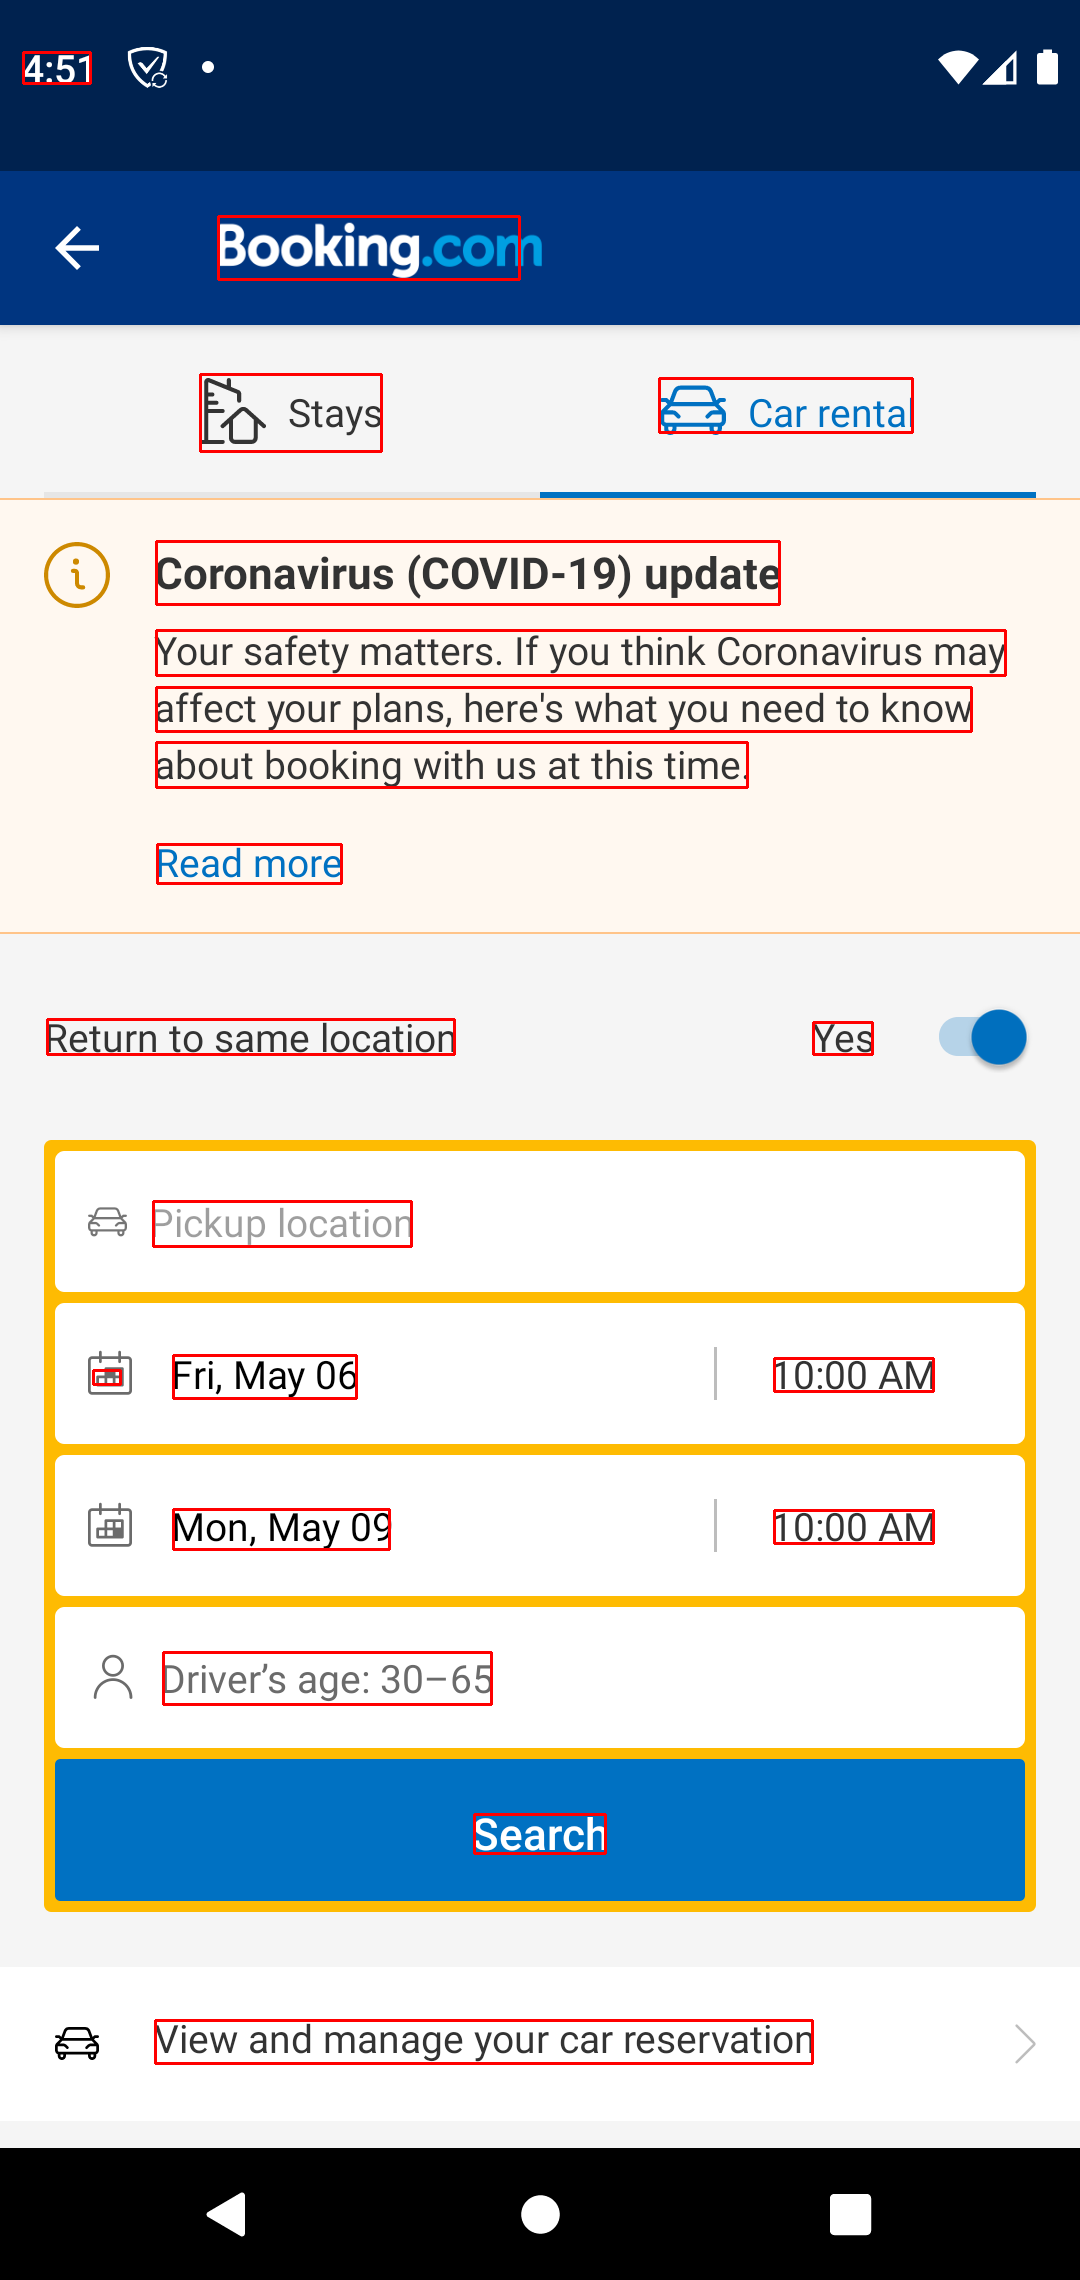 4:51
Booking.com
Stays
Car rental
Coronavirus (COVID-19) update
Your safety matters. If you think Coronavirus may
affect your plans, here's what you need to know
about booking with us at this time.
Read more
Return to same location
Yes
Pickup location
Fri, May 06
10:00 AM
Mon, May 09
10:00 AM
Driver’s age: 30–65
Search
View and manage your car reservation